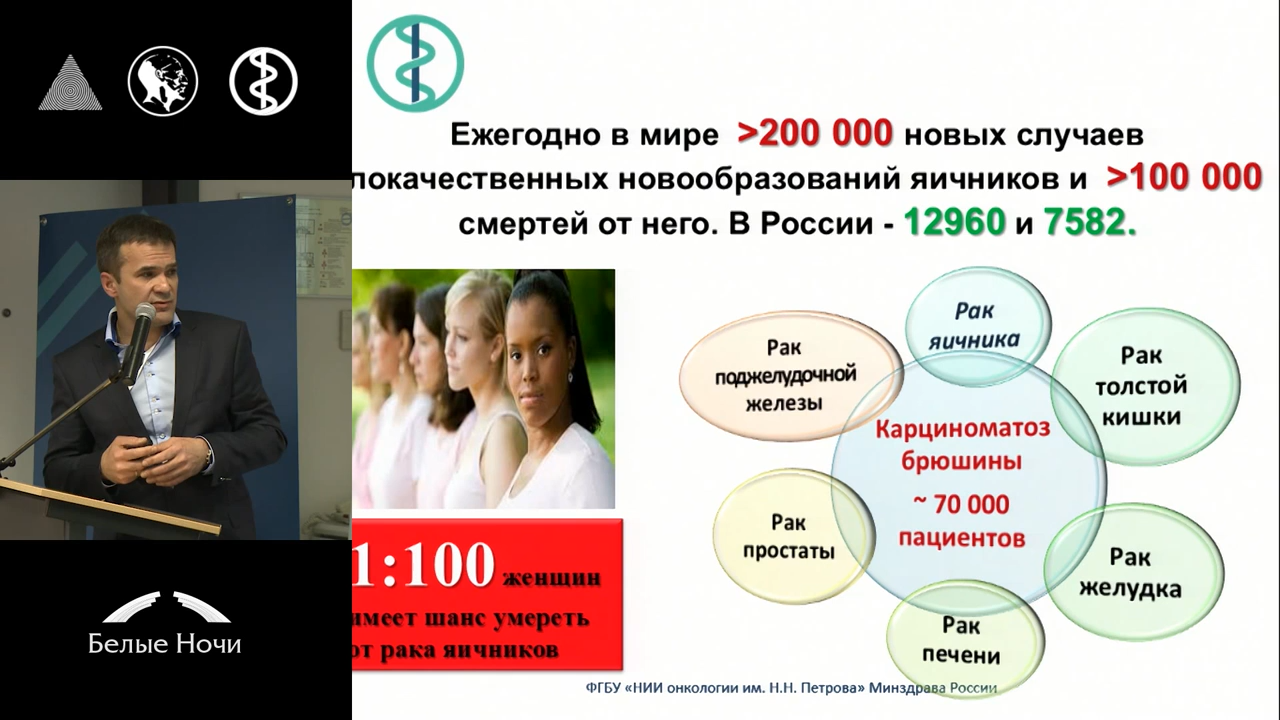 Ежегодно в мире >200 000 новых случаев
локачественных новообразований яичников и >100 000
смертей от него. В России - 12960 и 7582.
Рак
яичника
Рак
поджелудочной
железы
Рак
толстой
кишки
Карциноматоз
брюшины
~ 70 000
пациентов
Рак
простаты
Рак
желудка
Рак
печени
1:100 женщин
имеет шанс умереть
от рака яичников
Белые Ночи
ФГБУ «НИИ онкологии им. Н.Н. Петрова» Минздрава России